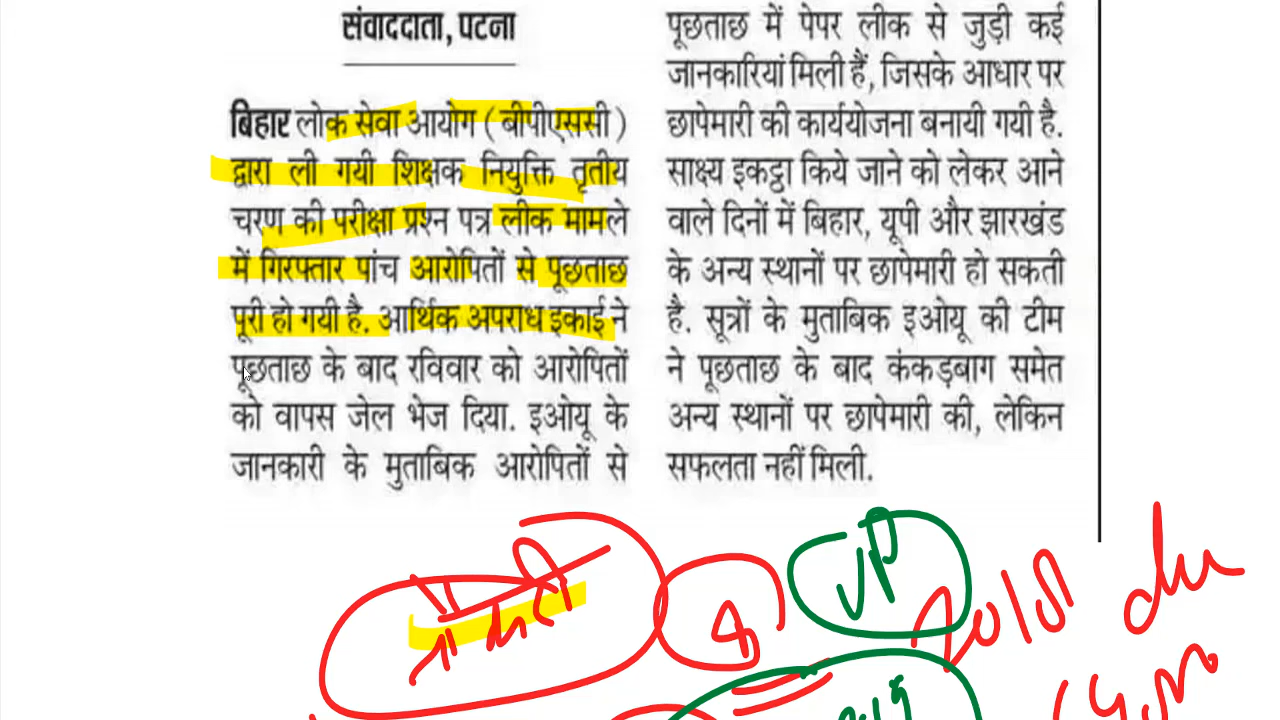 संवाददाता, पटना
बिहार लोक सेवा आयोग (बीपीएससी)
द्वारा ली गयी शिक्षक नियुक्ति तृतीय
चरण की परीक्षा प्रश्न पत्र लीक मामले
में गिरफ्तार पांच आरोपितों से पूछताछ
पूरी हो गयी है. आर्थिक अपराध इकाई ने
पूछताछ के बाद रविवार को आरोपितों
को वापस जेल भेज दिया. इओयू के
जानकारी के मुताबिक आरोपितों से
पूछताछ में पेपर लीक से जुड़ी कई
जानकारियां मिली हैं, जिसके आधार पर
छापेमारी की कार्ययोजना बनायी गयी है.
साक्ष्य इकट्ठा किये जाने को लेकर आने
वाले दिनों में बिहार, यूपी और झारखंड
के अन्य स्थानों पर छापेमारी हो सकती
है. सूत्रों के मुताबिक इओयू की टीम
ने पूछताछ के बाद कंकड़बाग समेत
अन्य स्थानों पर छापेमारी की, लेकिन
सफलता नहीं मिली.
UP